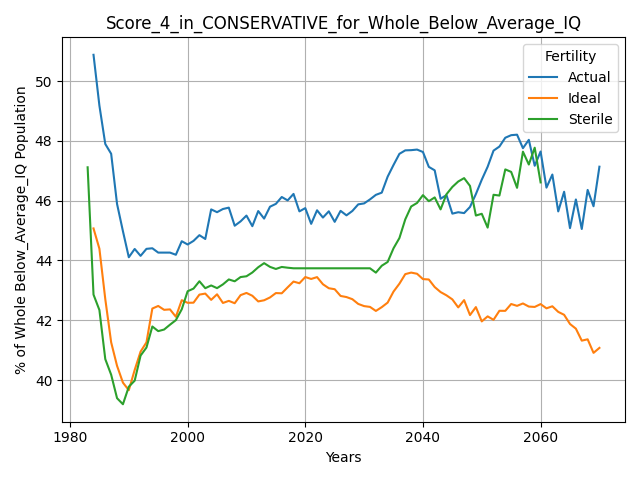 Score_4_in_CONSERVATIVE_for_Whole_Below_Average_IQ
% of Whole Below_Average_IQ Population
50
48
46
44
42
40
Fertility
Actual
Ideal
Sterile
1980
2000
2020
2040
2060
Years